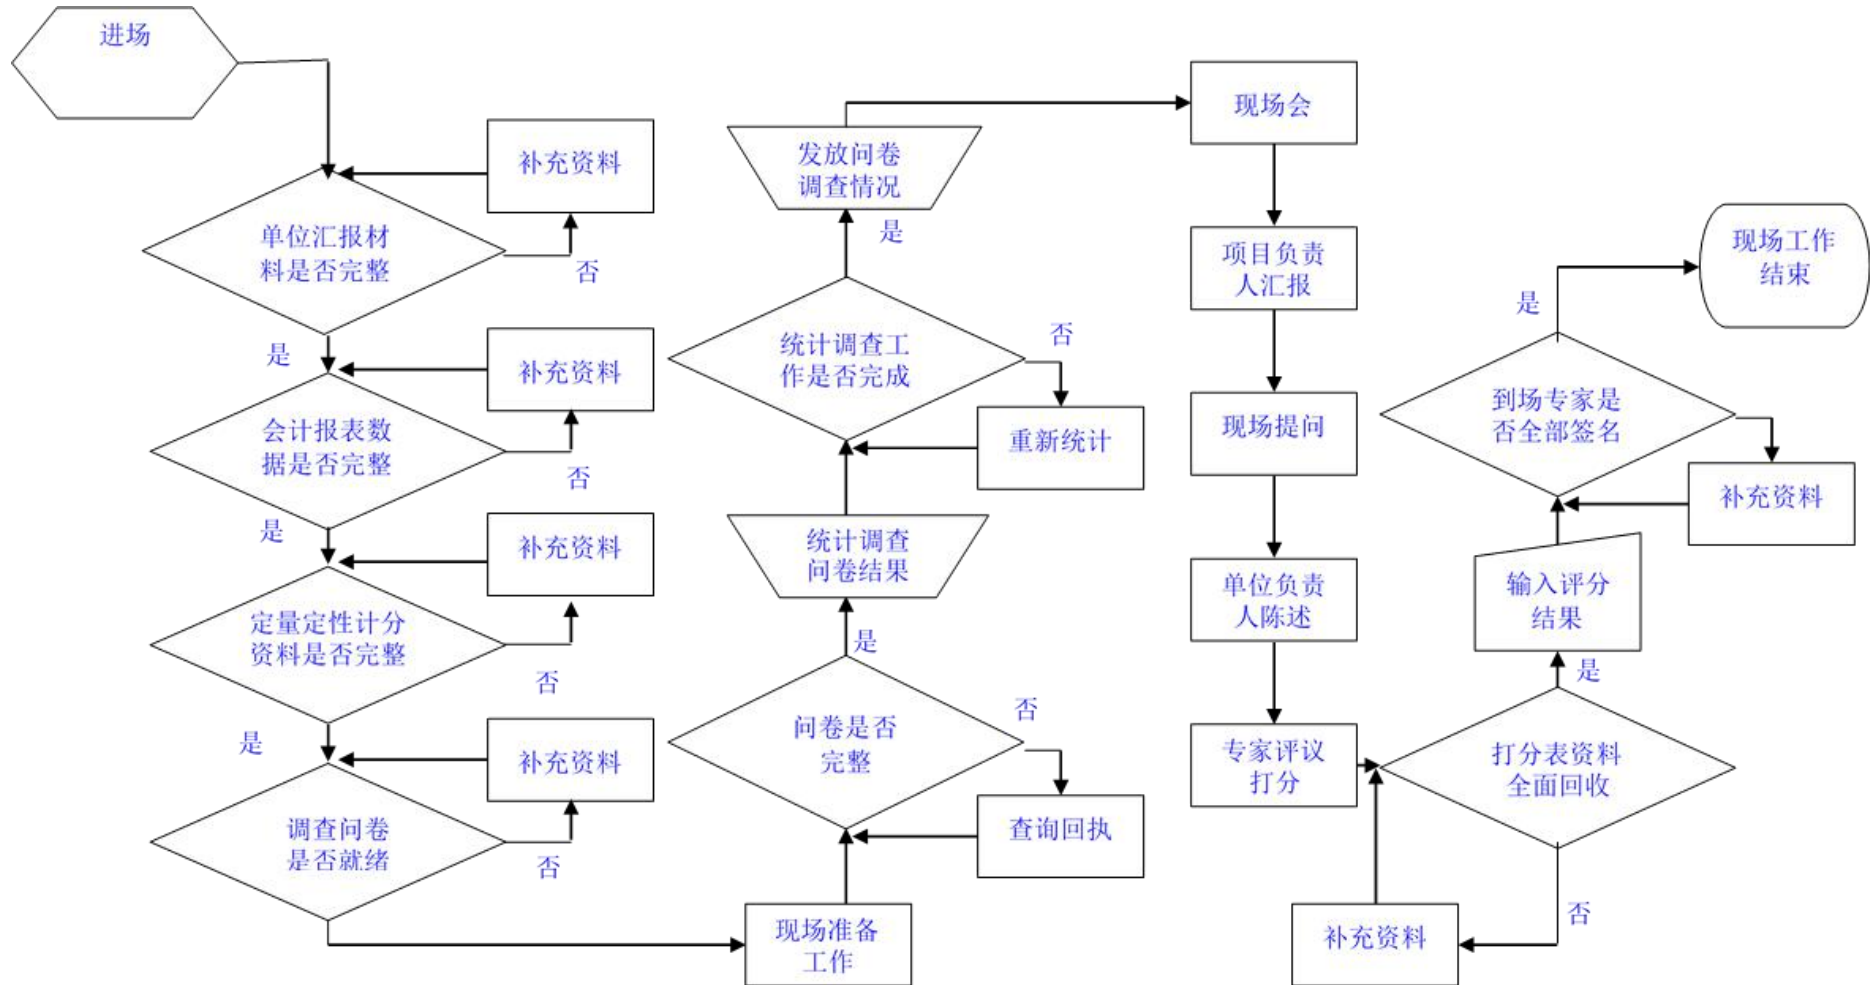 进场
补充资料
单位汇报材
料是否完整
否
是
补充资料
会计报表数
据是否完整
否
是
补充资料
定量定性计分
资料是否完整
否
是
补充资料
调查问卷
是否就绪
否
现场准备
工作
问卷是否
完整
否
查询回执
是
统计调查
问卷结果
统计调查工
作是否完成
否
重新统计
是
发放问卷
调查情况
现场会
项目负责
人汇报
现场提问
单位负责
人陈述
专家评议
打分
打分表资料
全面回收
否
补充资料
是
输入评分
结果
到场专家是
否全部签名
补充资料
是
现场工作
结束